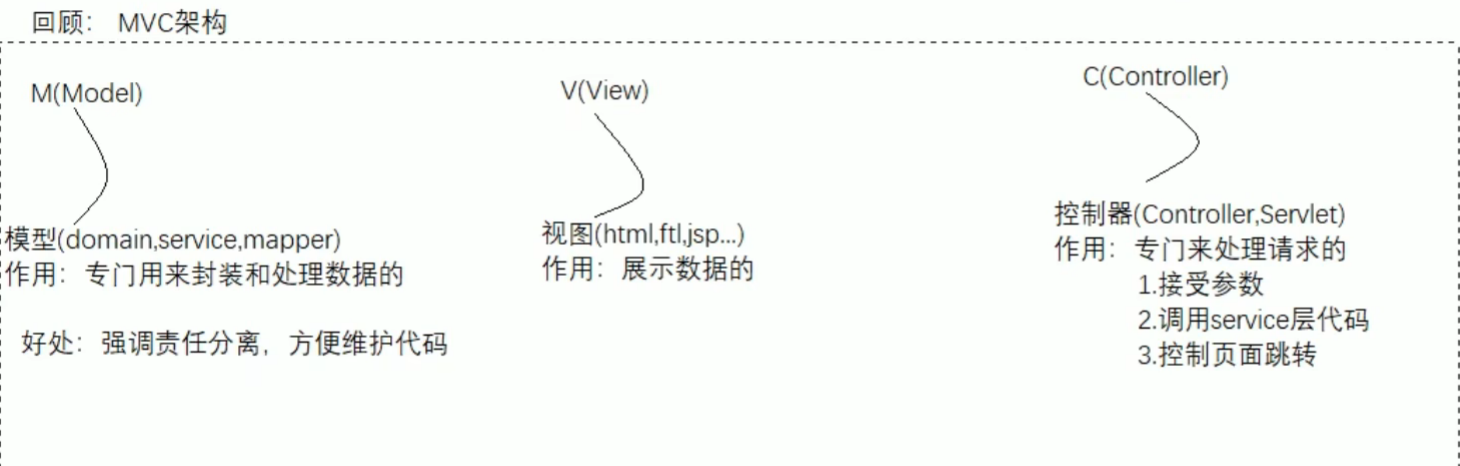 回顾： MVC架构
M(Model)
模型(domain,service,mapper)
作用：专门用来封装和处理数据的
好处：强调责任分离，方便维护代码
V(View)
视图(html,ftl,jsp...)
作用：展示数据的
C(Controller)
控制器(Controller,Servlet)
作用：专门来处理请求的
1.接受参数
2.调用service层代码
3.控制页面跳转